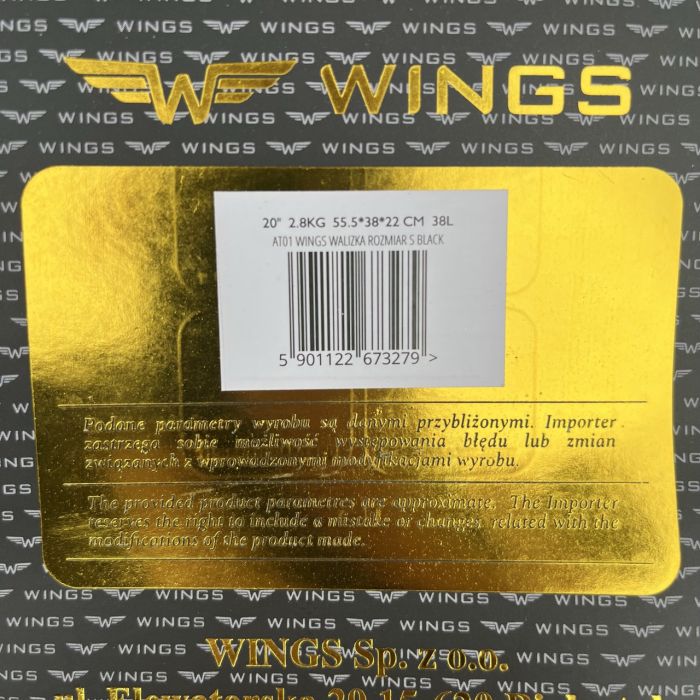 WINGS
20" 2.8KG 55.5*38*22 CM 38L
AT01 WINGS WALIZKA ROZMIAR S BLACK
5 901122 673279 >
Podane parametry wyrobu są danymi przybliżonymi. Importer
zastrzega sobie możliwość występowania błędu lub zmian
związanych z wprowadzonymi modyfikacjami wyrobu.
The provided product parametres are approximate. The Importer
reserves the right to include a mistake or changes related with the
modifications of the product made.
WINGS Sp. z o.o.